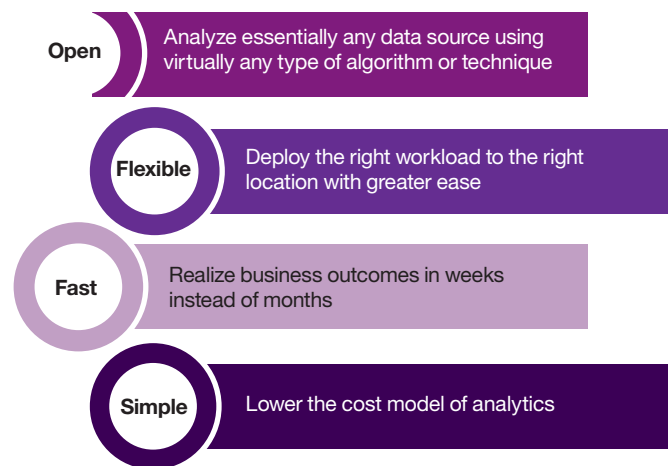 Open
Analyze essentially any data source using
virtually any type of algorithm or technique
Flexible
Deploy the right workload to the right
location with greater ease
Fast
Realize business outcomes in weeks
instead of months
Simple
Lower the cost model of analytics